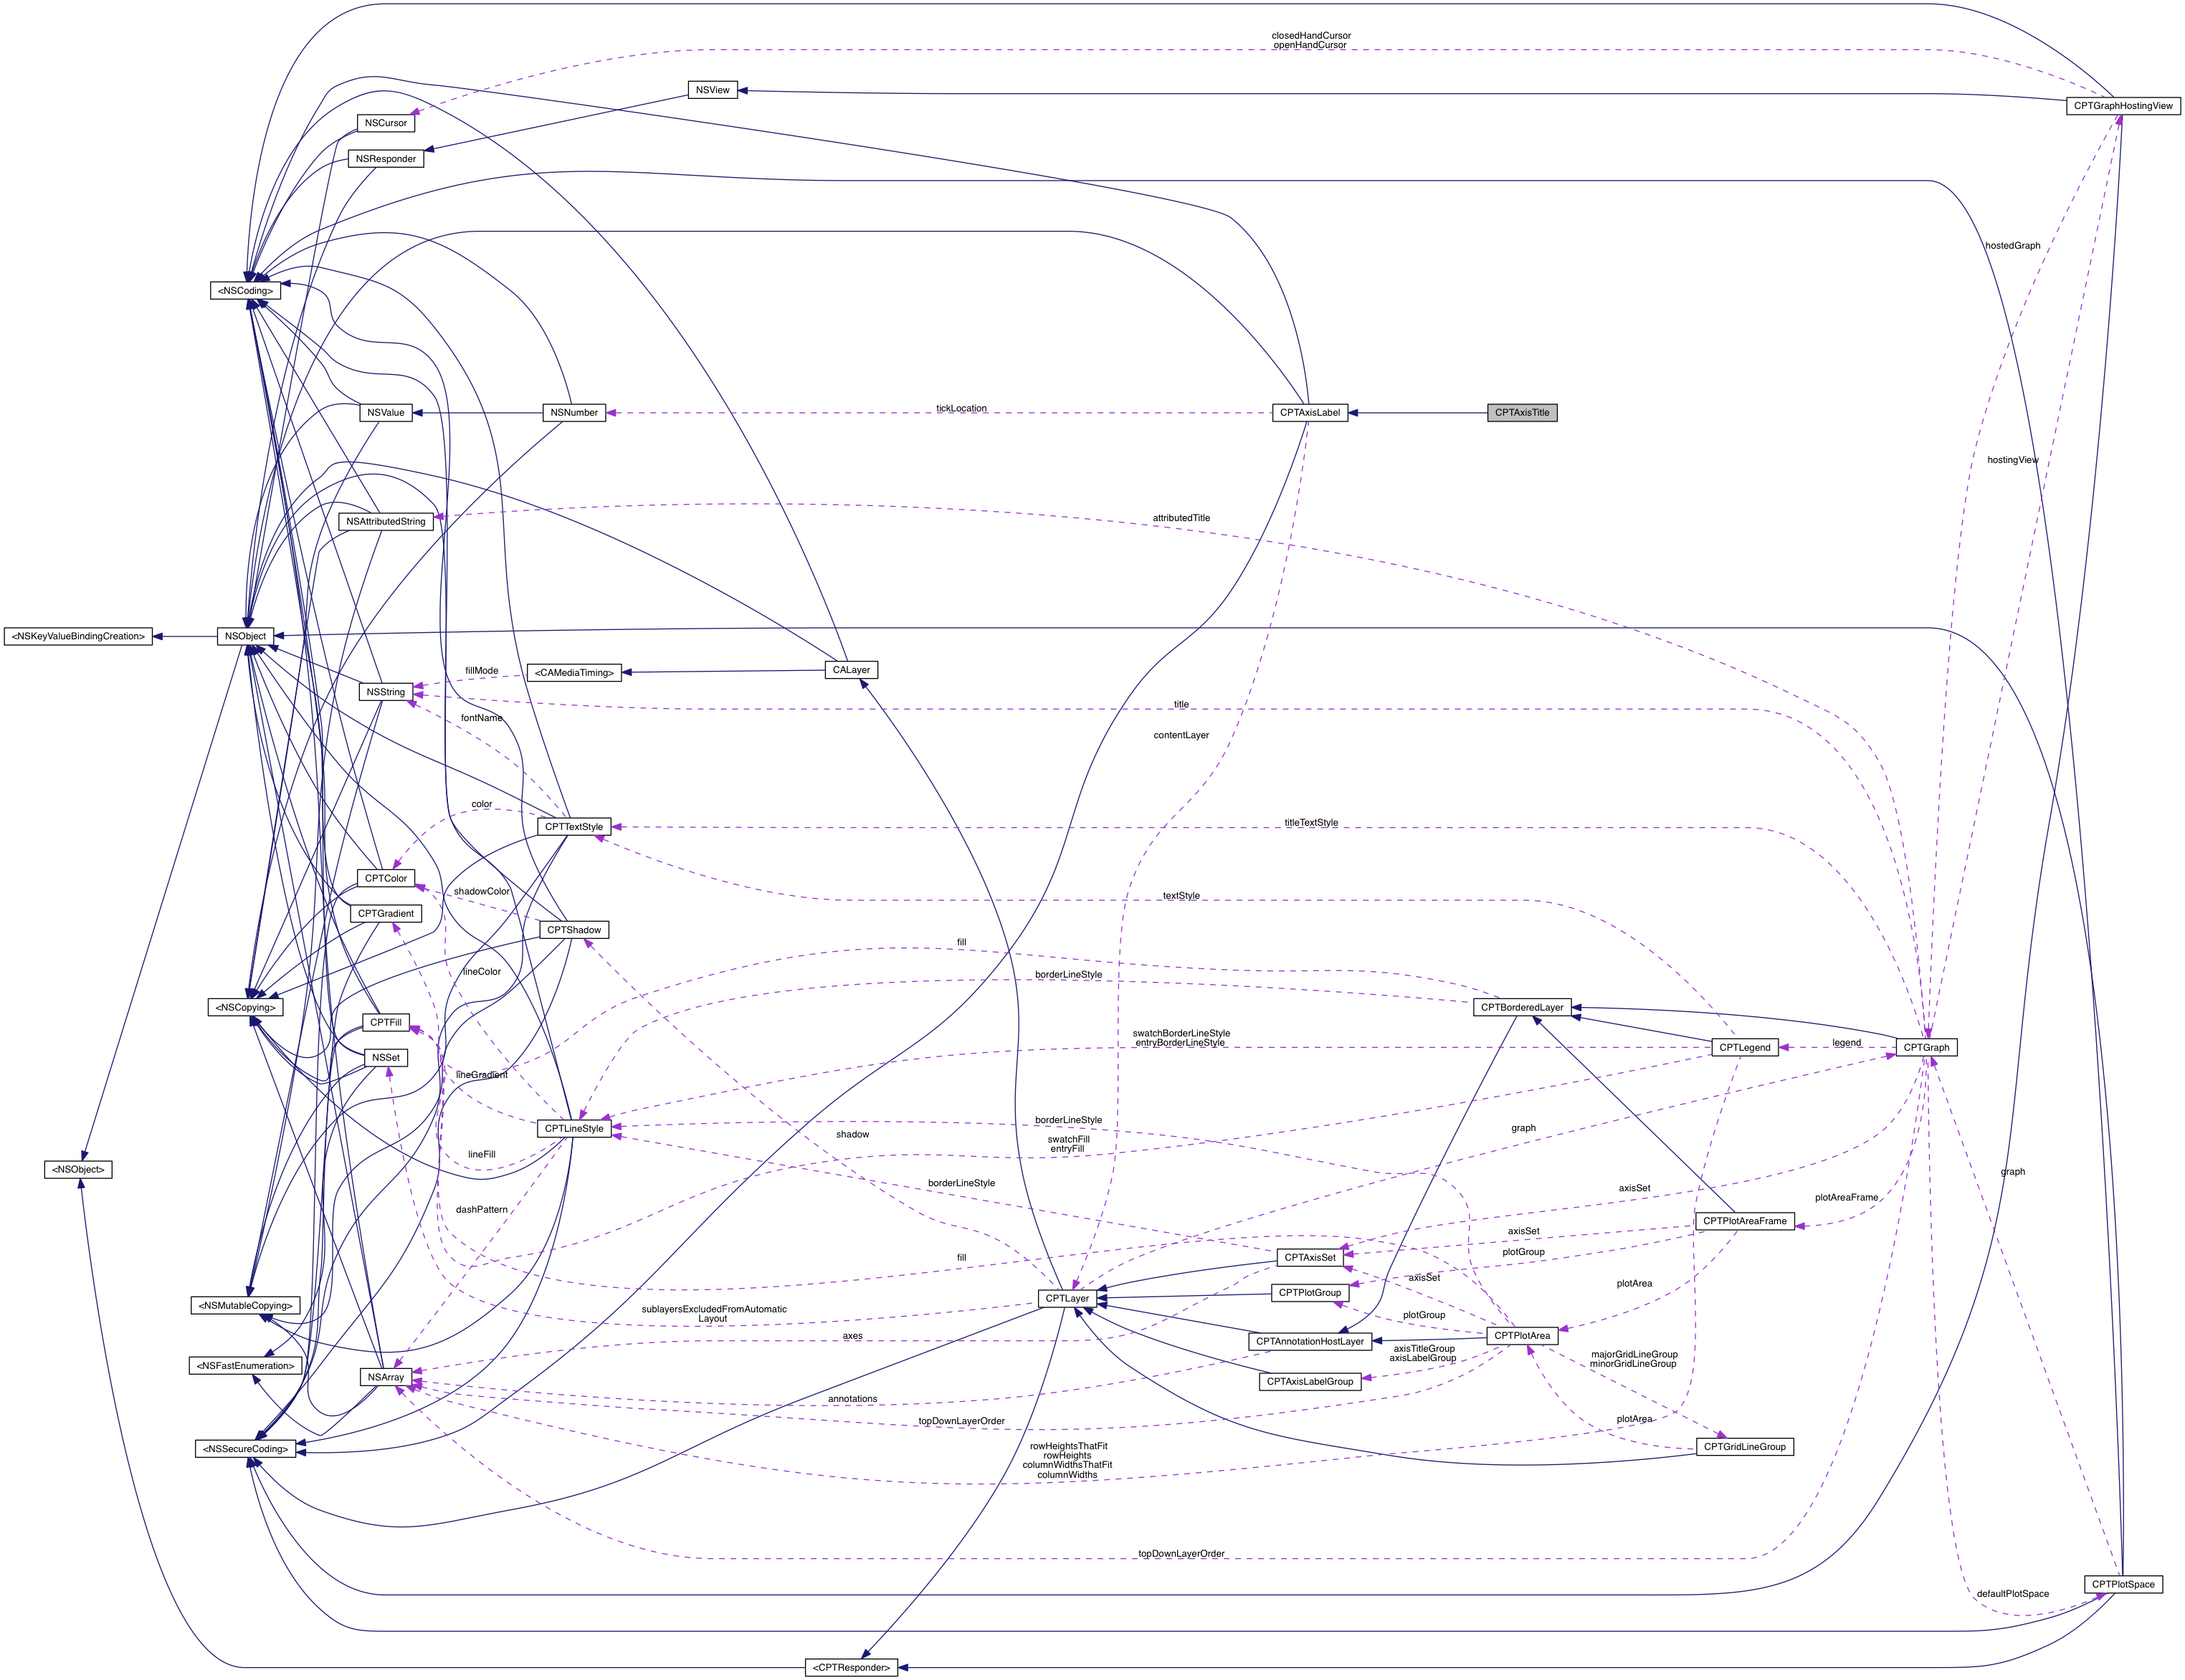 closedHandCursor
openHandCursor
NSView
CPTGraphHostingView
NSCursor
NSResponder
hostedGraph
<NSCoding>
NSValue
NSNumber
tickLocation
CPTAxisLabel
CPTAxisTitle
hostingView
NSAttributedString
attributedTitle
<NSKeyValueBindingCreation>
NSObject
fillMode
<CAMediaTiming>
CALayer
NSString
title
fontName
contentLayer
color
CPTTextStyle
titleTextStyle
CPTColor
shadowColor
textStyle
CPTGradient
CPTShadow
fill
lineColor
borderLineStyle
<NSCopying>
CPTBorderedLayer
CPTFill
swatchBorderLineStyle
entryBorderLineStyle
CPTLegend
legend
CPTGraph
NSSet
lineGradient
CPTLineStyle
borderLineStyle
graph
shadow
swatchFill
entryFill
lineFill
<NSObject>
graph
borderLineStyle
axisSet
plotAreaFrame
dashPattern
CPTPlotAreaFrame
axisSet
fill
CPTAxisSet
plotGroup
axisSet
plotArea
CPTPlotGroup
CPTLayer
<NSMutableCopying>
sublayersExcludedFromAutomatic
Layout
plotGroup
axes
CPTAnnotationHostLayer
CPTPlotArea
axisTitleGroup
axisLabelGroup
majorGridLineGroup
minorGridLineGroup
<NSFastEnumeration>
NSArray
CPTAxisLabelGroup
annotations
topDownLayerOrder
plotArea
<NSSecureCoding>
rowHeightsThatFit
rowHeights
columnWidthsThatFit
columnWidths
CPTGridLineGroup
topDownLayerOrder
CPTPlotSpace
defaultPlotSpace
<CPTResponder>